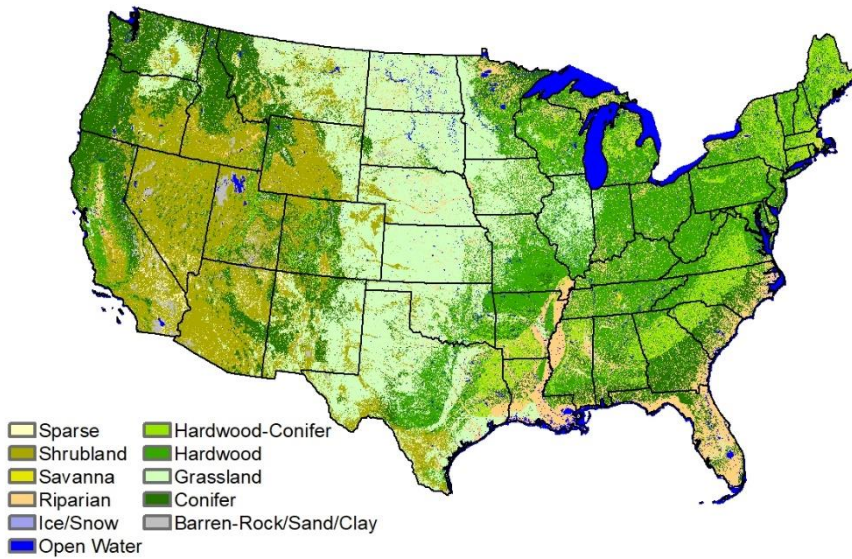 Sparse
Shrubland
Savanna
Riparian
Ice/Snow
Open Water
Hardwood-Conifer
Hardwood
Grassland
Conifer
Barren-Rock/Sand/Clay